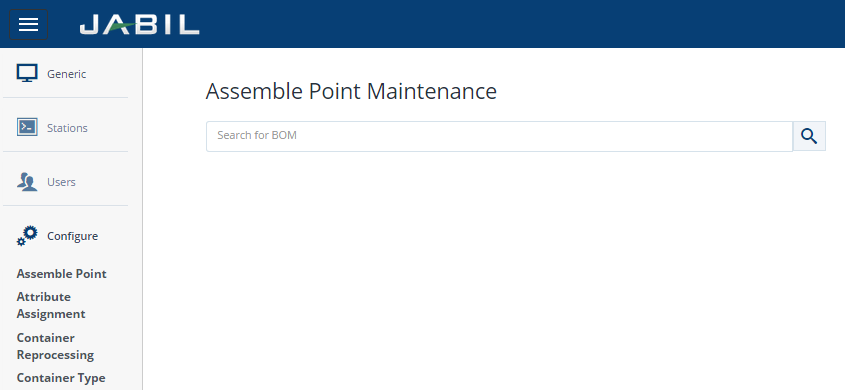 JABIL
Generic
Stations
Users
Configure
Assemble Point
Attribute
Assignment
Container
Reprocessing
Container Type
Assemble Point Maintenance
Search for BOM